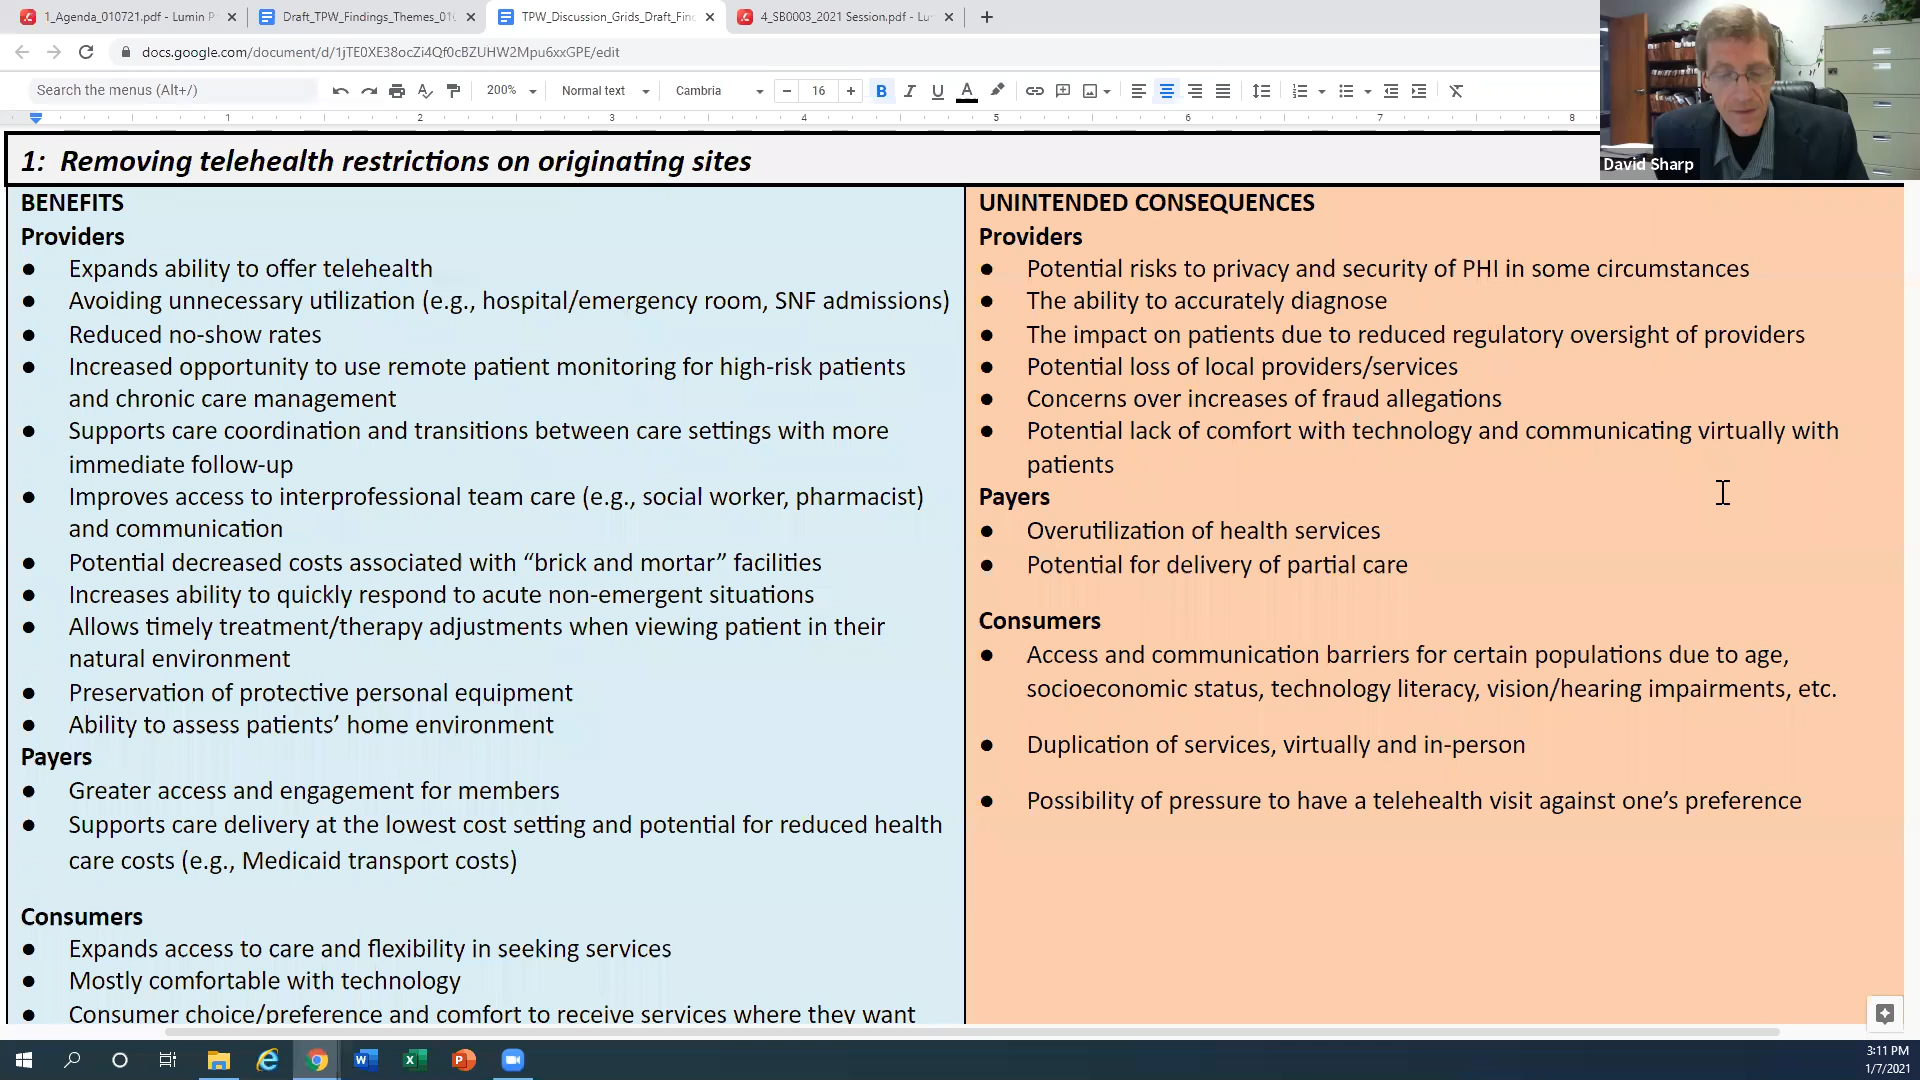 1_Agenda_010721.pdf - Lumin P
Draft_TPW_Findings_Themes_010
TPW_Discussion_Grids_Draft_Find
4_SB0003_2021 Session.pdf - Lum
docs.google.com/document/d/1jTE0XE38ocZi4Qf0cBZUHW2Mpu6xxGPE/edit
Search the menus (Alt+/)
200%
Normal text
Cambria
16
1 2 3 4 5 6 7 8
David Sharp
1: Removing telehealth restrictions on originating sites
BENEFITS
Providers
● Expands ability to offer telehealth
● Avoiding unnecessary utilization (e.g., hospital/emergency room, SNF admissions)
● Reduced no-show rates
● Increased opportunity to use remote patient monitoring for high-risk patients
and chronic care management
● Supports care coordination and transitions between care settings with more
immediate follow-up
● Improves access to interprofessional team care (e.g., social worker, pharmacist)
and communication
● Potential decreased costs associated with “brick and mortar” facilities
● Increases ability to quickly respond to acute non-emergent situations
● Allows timely treatment/therapy adjustments when viewing patient in their
natural environment
● Preservation of protective personal equipment
● Ability to assess patients’ home environment
Payers
● Greater access and engagement for members
● Supports care delivery at the lowest cost setting and potential for reduced health
care costs (e.g., Medicaid transport costs)
Consumers
● Expands access to care and flexibility in seeking services
● Mostly comfortable with technology
● Consumer choice/preference and comfort to receive services where they want
UNINTENDED CONSEQUENCES
Providers
● Potential risks to privacy and security of PHI in some circumstances
● The ability to accurately diagnose
● The impact on patients due to reduced regulatory oversight of providers
● Potential loss of local providers/services
● Concerns over increases of fraud allegations
● Potential lack of comfort with technology and communicating virtually with
patients
Payers
● Overutilization of health services
● Potential for delivery of partial care
Consumers
● Access and communication barriers for certain populations due to age,
socioeconomic status, technology literacy, vision/hearing impairments, etc.
● Duplication of services, virtually and in-person
● Possibility of pressure to have a telehealth visit against one’s preference
3:11 PM
1/7/2021